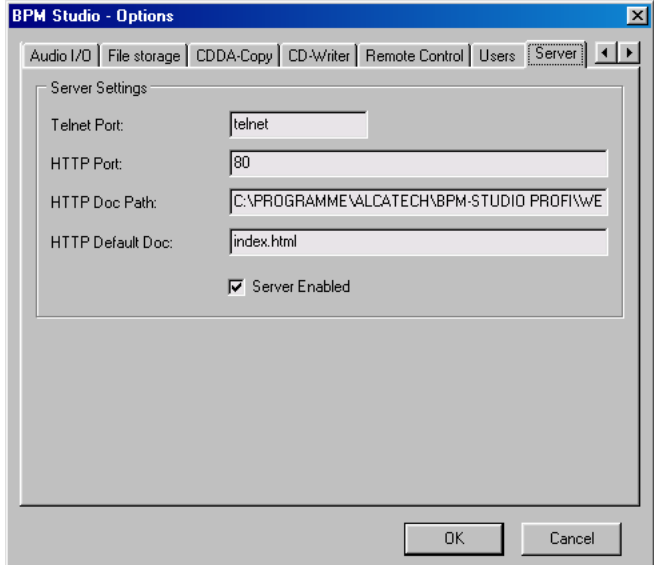 BPM Studio - Options
Audio I/O File storage CDDA-Copy CD-Writer Remote Control Users Server
Server Settings
Telnet Port: telnet
HTTP Port: 80
HTTP Doc Path: C:\PROGRAMME\ALCATECH\BPM-STUDIO PROFI\WE
HTTP Default Doc: index.html
Server Enabled
OK Cancel